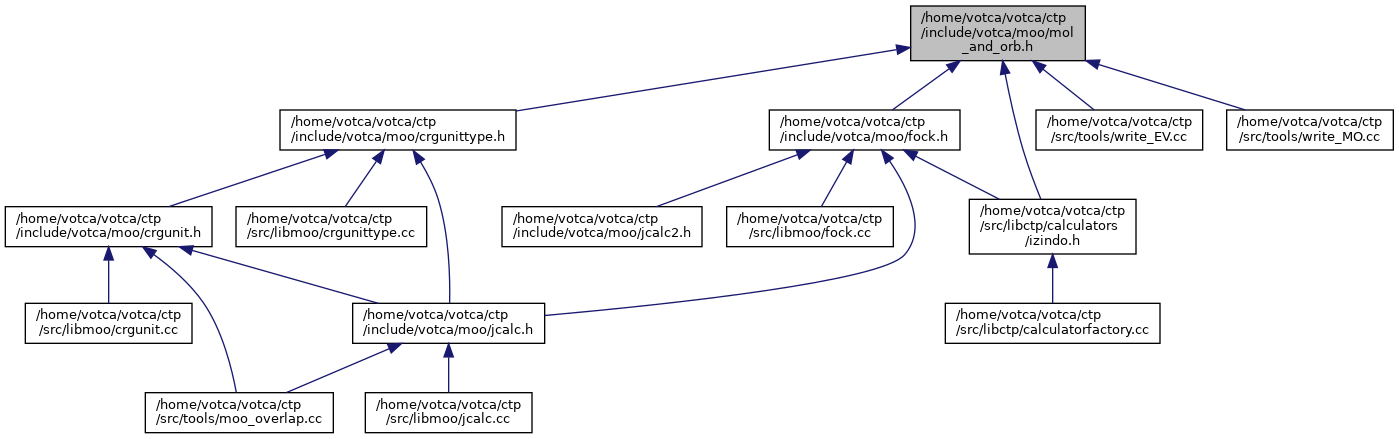 /home/votca/votca/ctp
/include/votca/moo/mol
_and_orb.h
/home/votca/votca/ctp
/include/votca/moo/crgunittype.h
/home/votca/votca/ctp
/include/votca/moo/fock.h
/home/votca/votca/ctp
/src/tools/write_EV.cc
/home/votca/votca/ctp
/src/tools/write_MO.cc
/home/votca/votca/ctp
/include/votca/moo/crgunit.h
/home/votca/votca/ctp
/src/libmoo/crgunittype.cc
/home/votca/votca/ctp
/include/votca/moo/jcalc2.h
/home/votca/votca/ctp
/src/libmoo/fock.cc
/home/votca/votca/ctp
/src/libctp/calculators
/izindo.h
/home/votca/votca/ctp
/src/libmoo/crgunit.cc
/home/votca/votca/ctp
/include/votca/moo/jcalc.h
/home/votca/votca/ctp
/src/libctp/calculatorfactory.cc
/home/votca/votca/ctp
/src/tools/moo_overlap.cc
/home/votca/votca/ctp
/src/libmoo/jcalc.cc